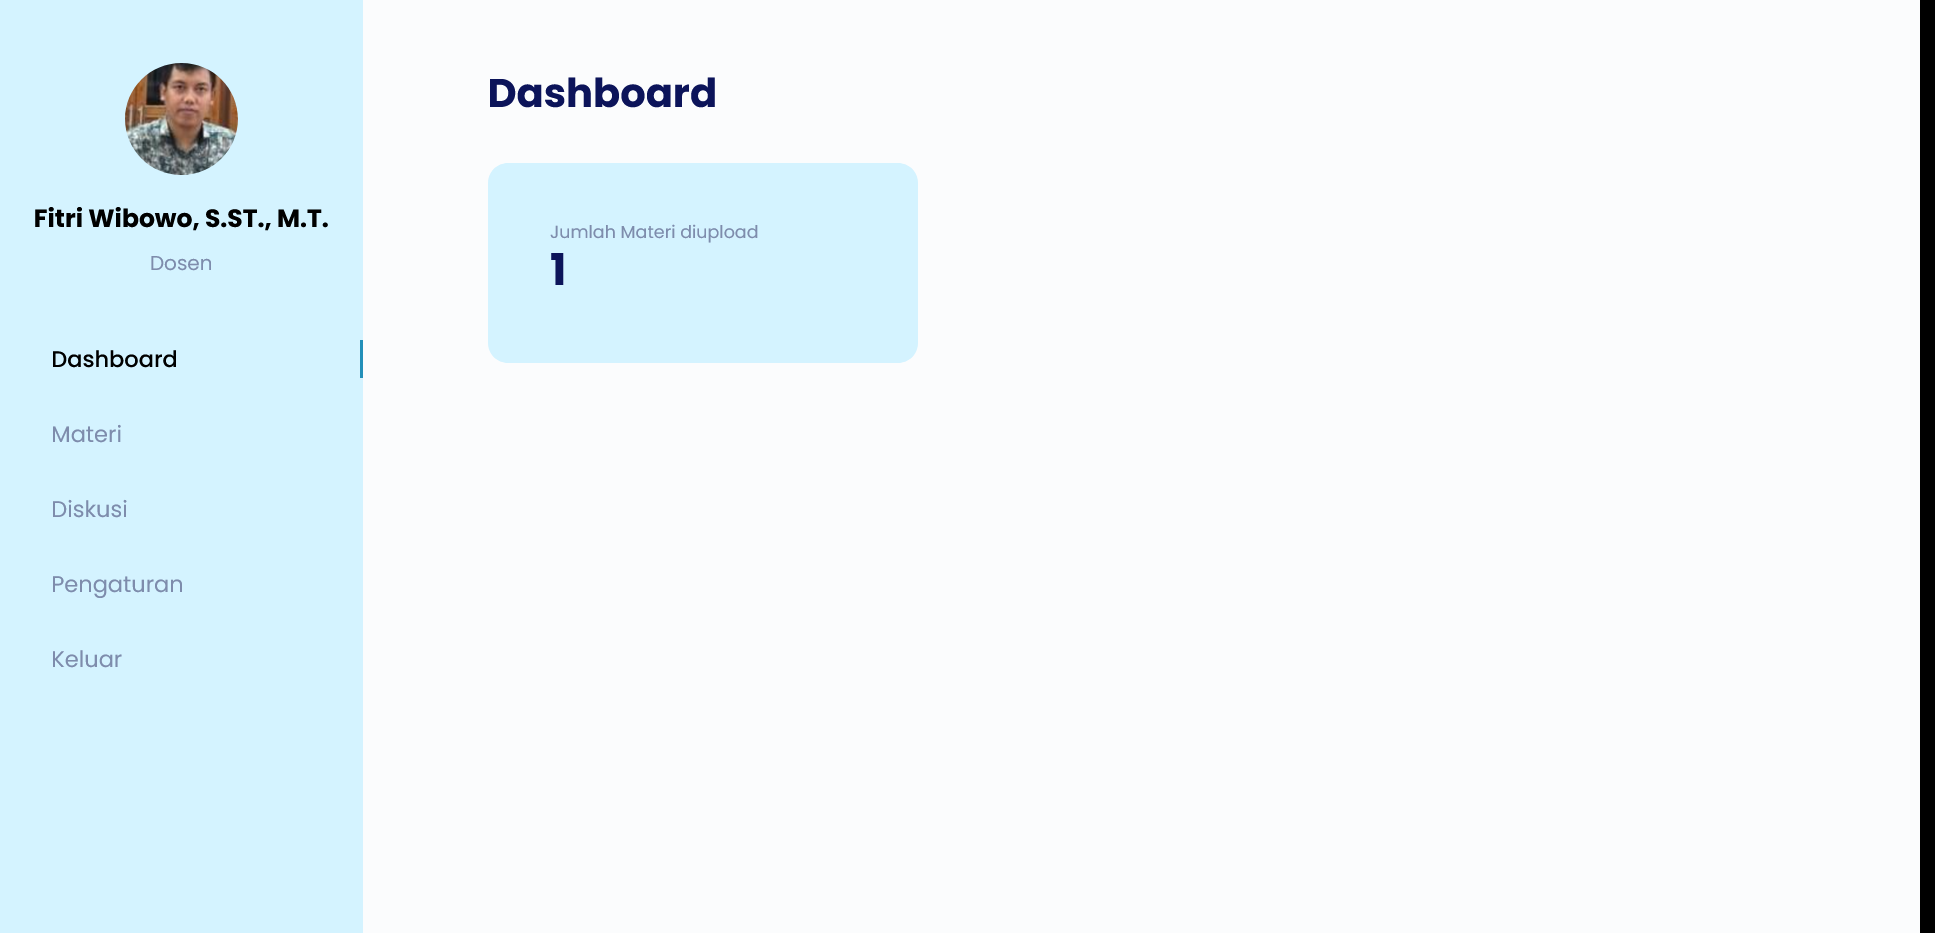 Fitri Wibowo, S.ST., M.T.
Dosen
Dashboard
Materi
Diskusi
Pengaturan
Keluar
Dashboard
Jumlah Materi diupload
1